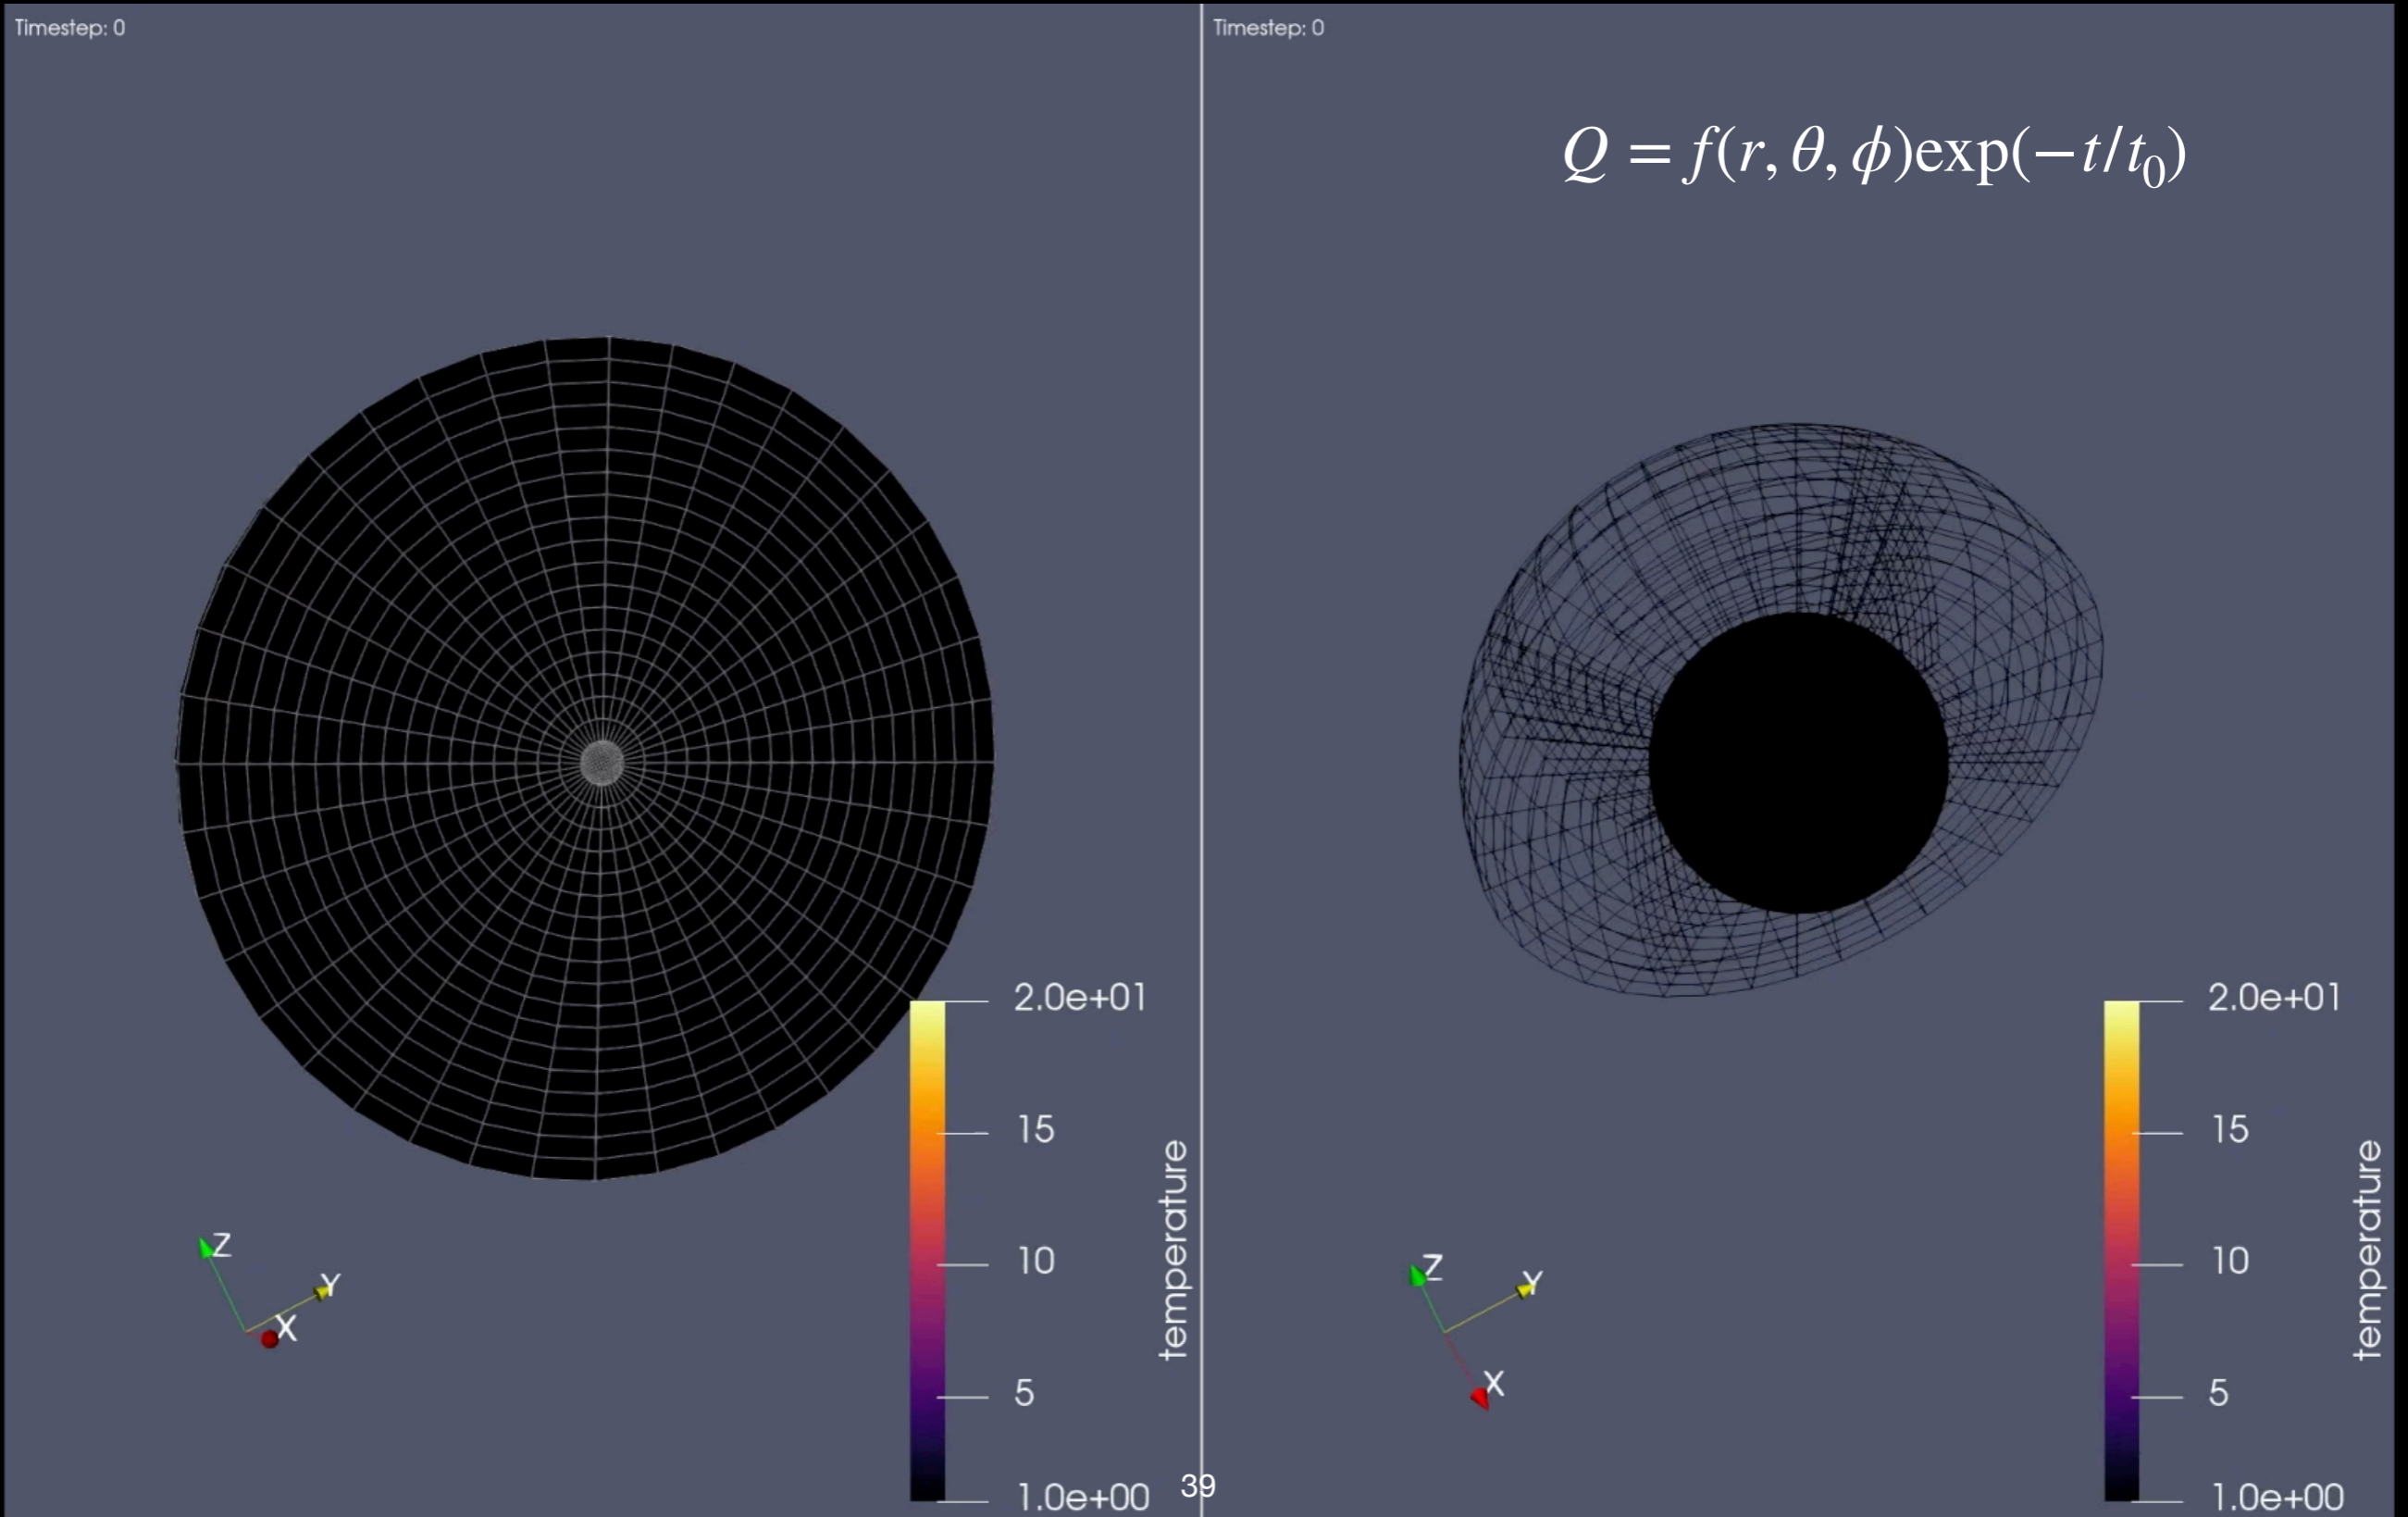 Timestep: 0
Timestep: 0
Q = f(r, θ, ϕ)exp(−t/t₀)
2.0e+01
15
10
5
1.0e+00
temperature
Z
Y
X
2.0e+01
15
10
5
1.0e+00
temperature
Z
Y
X
39